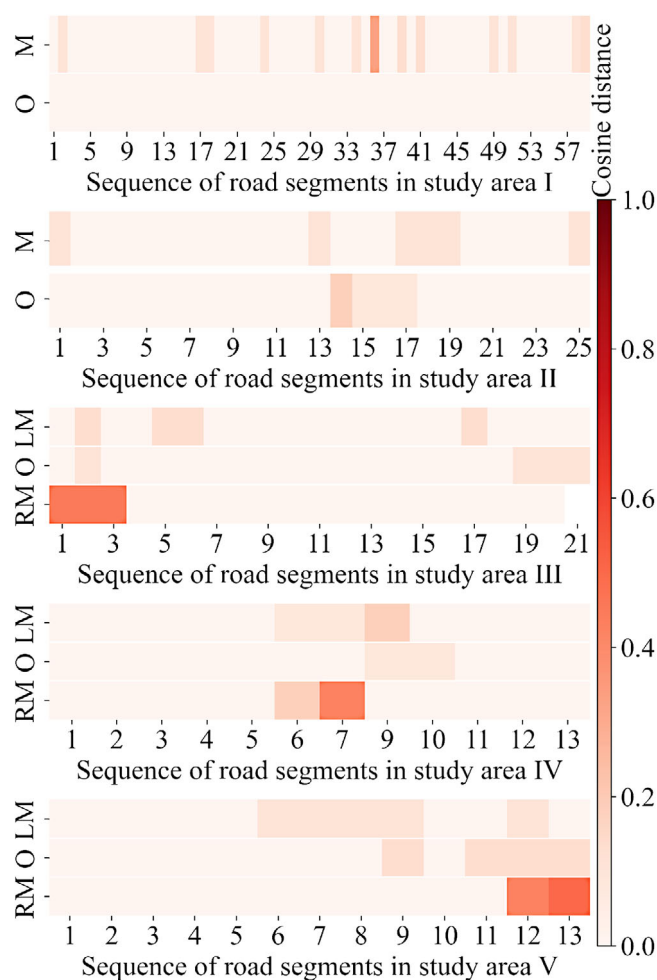 M
O
1 5 9 13 17 21 25 29 33 37 41 45 49 53 57
Sequence of road segments in study area I
Cosine distance
1.0
0.8
0.6
0.4
0.2
0.0
M
O
1 3 5 7 9 11 13 15 17 19 21 23 25
Sequence of road segments in study area II
LM
O
RM
1 3 5 7 9 11 13 15 17 19 21
Sequence of road segments in study area III
LM
O
RM
1 2 3 4 5 6 7 8 9 10 11 12 13
Sequence of road segments in study area IV
LM
O
RM
1 2 3 4 5 6 7 8 9 10 11 12 13
Sequence of road segments in study area V